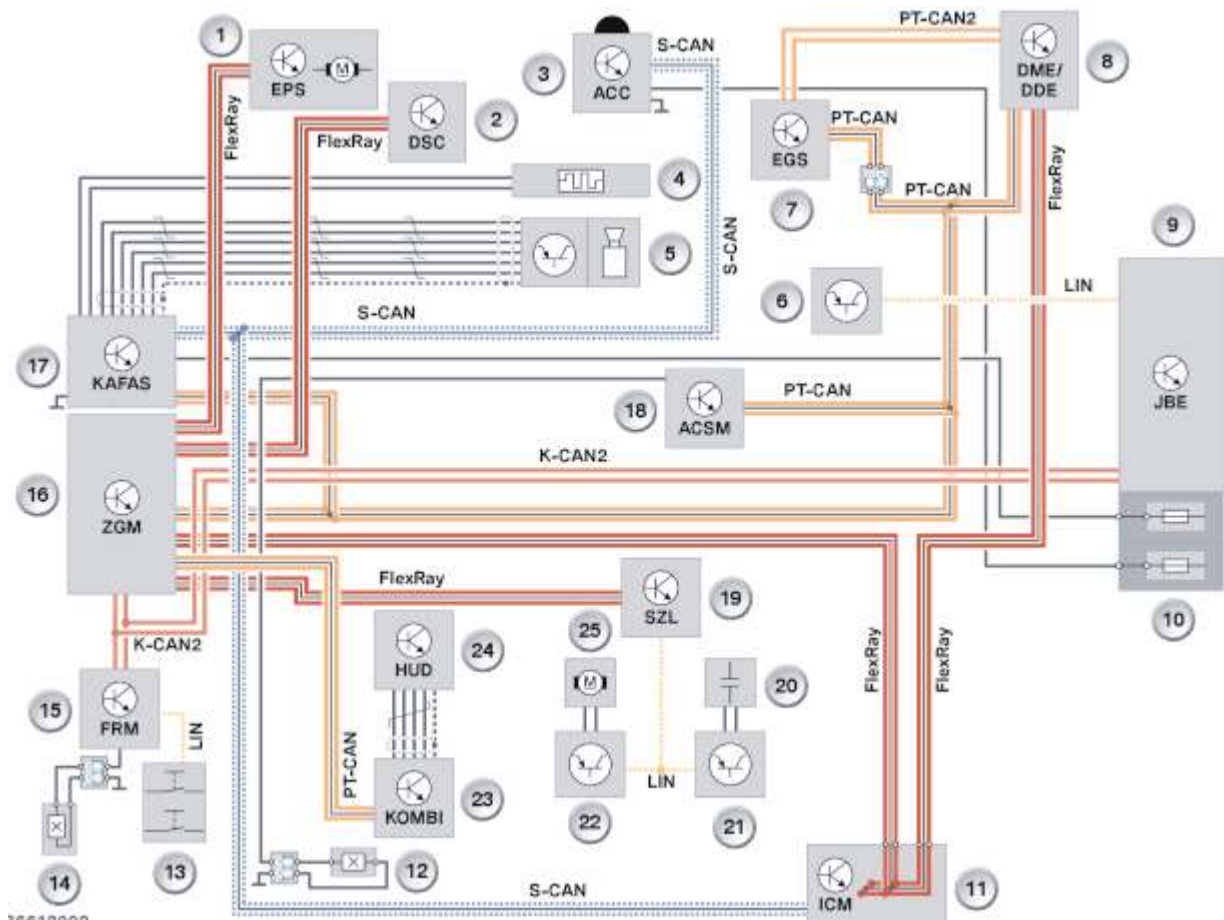 PT-CAN2
1
S-CAN
EPS
M
3
ACC
DME/
DDE
8
2
DSC
FlexRay
FlexRay
PT-CAN
EGS
7
PT-CAN
FlexRay
4
5
S-CAN
9
6
LIN
S-CAN
17
KAFAS
18
ACSM
PT-CAN
JBE
K-CAN2
16
ZGM
FlexRay
SZL
19
10
K-CAN2
HUD
24
25
M
20
FlexRay
FlexRay
15
FRM
LIN
PT-CAN
KOMBI
23
LIN
22
21
14
13
12
S-CAN
ICM
11